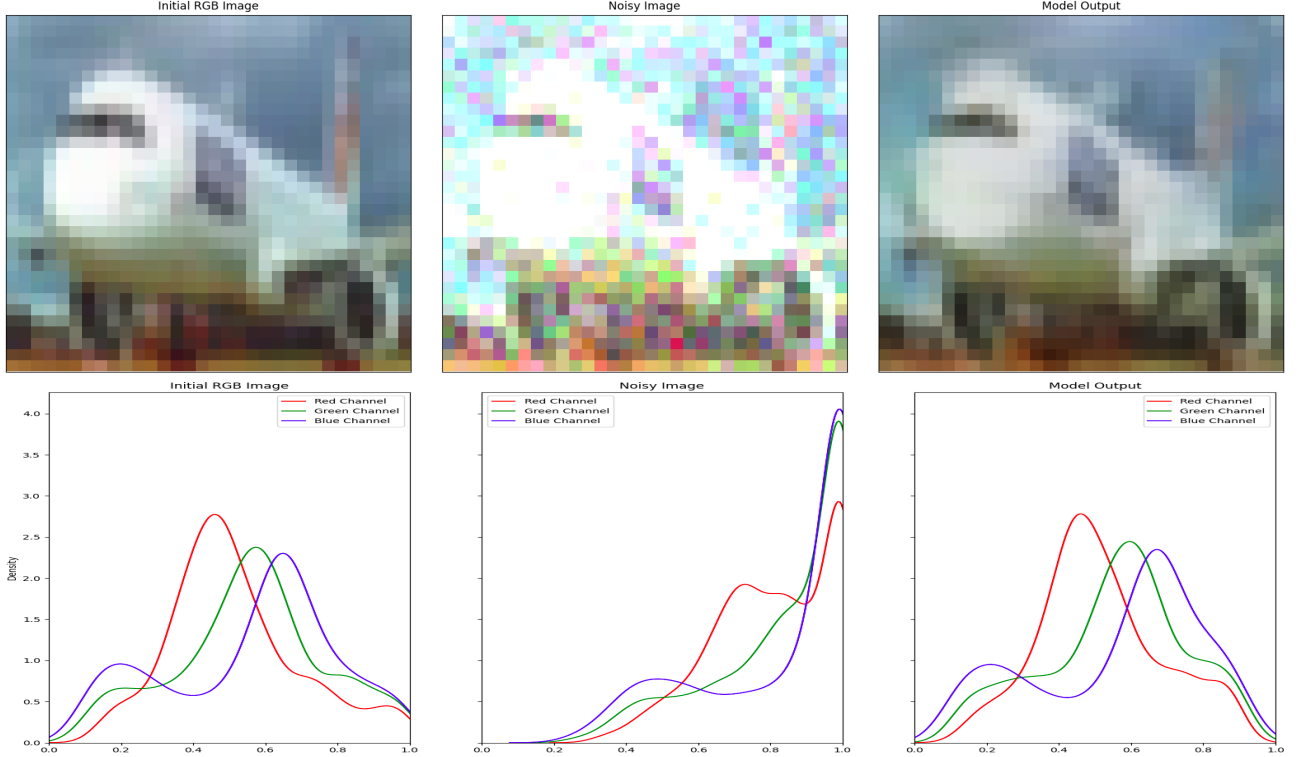 Initial RGB Image
Noisy Image
Model Output
Initial RGB Image
Red Channel
Green Channel
Blue Channel
Density
4.0
3.5
3.0
2.5
2.0
1.5
1.0
0.5
0.0
0.0 0.2 0.4 0.6 0.8 1.0
Noisy Image
Red Channel
Green Channel
Blue Channel
0.0 0.2 0.4 0.6 0.8 1.0
Model Output
Red Channel
Green Channel
Blue Channel
0.0 0.2 0.4 0.6 0.8 1.0